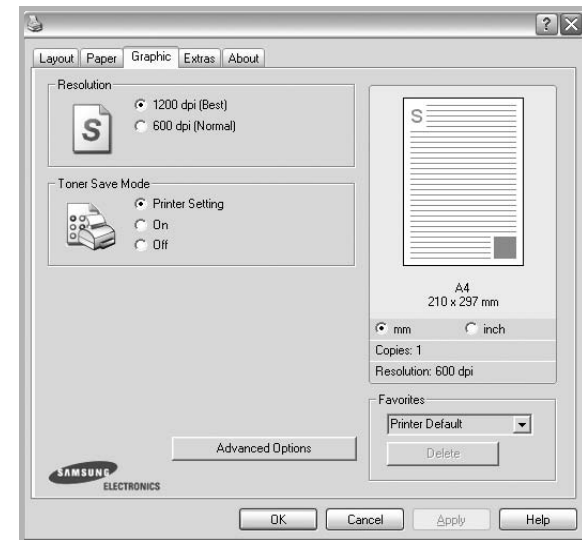 ?
Layout Paper Graphic Extras About
Resolution
S
1200 dpi (Best)
600 dpi (Normal)
Toner Save Mode
Printer Setting
On
Off
S
A4
210 x 297 mm
mm inch
Copies: 1
Resolution: 600 dpi
Favorites
Printer Default
Delete
Advanced Options
SAMSUNG
ELECTRONICS
OK Cancel Apply Help